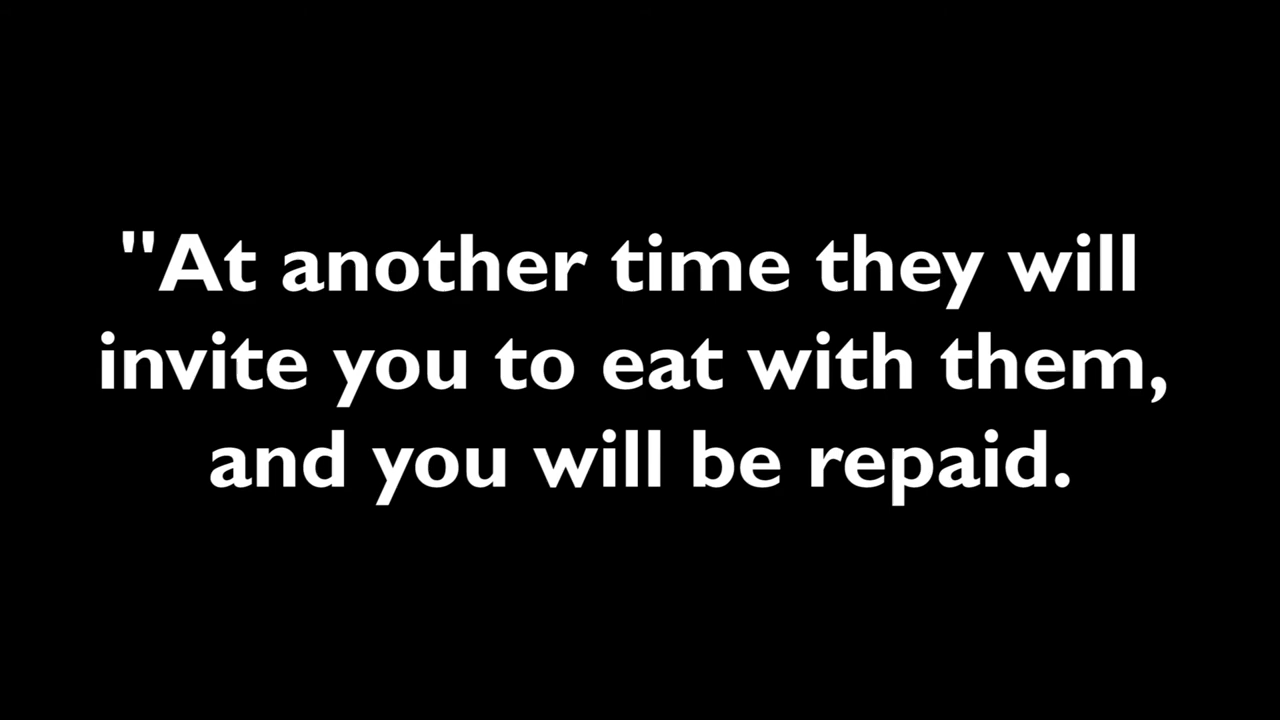 "At another time they will
invite you to eat with them,
and you will be repaid.